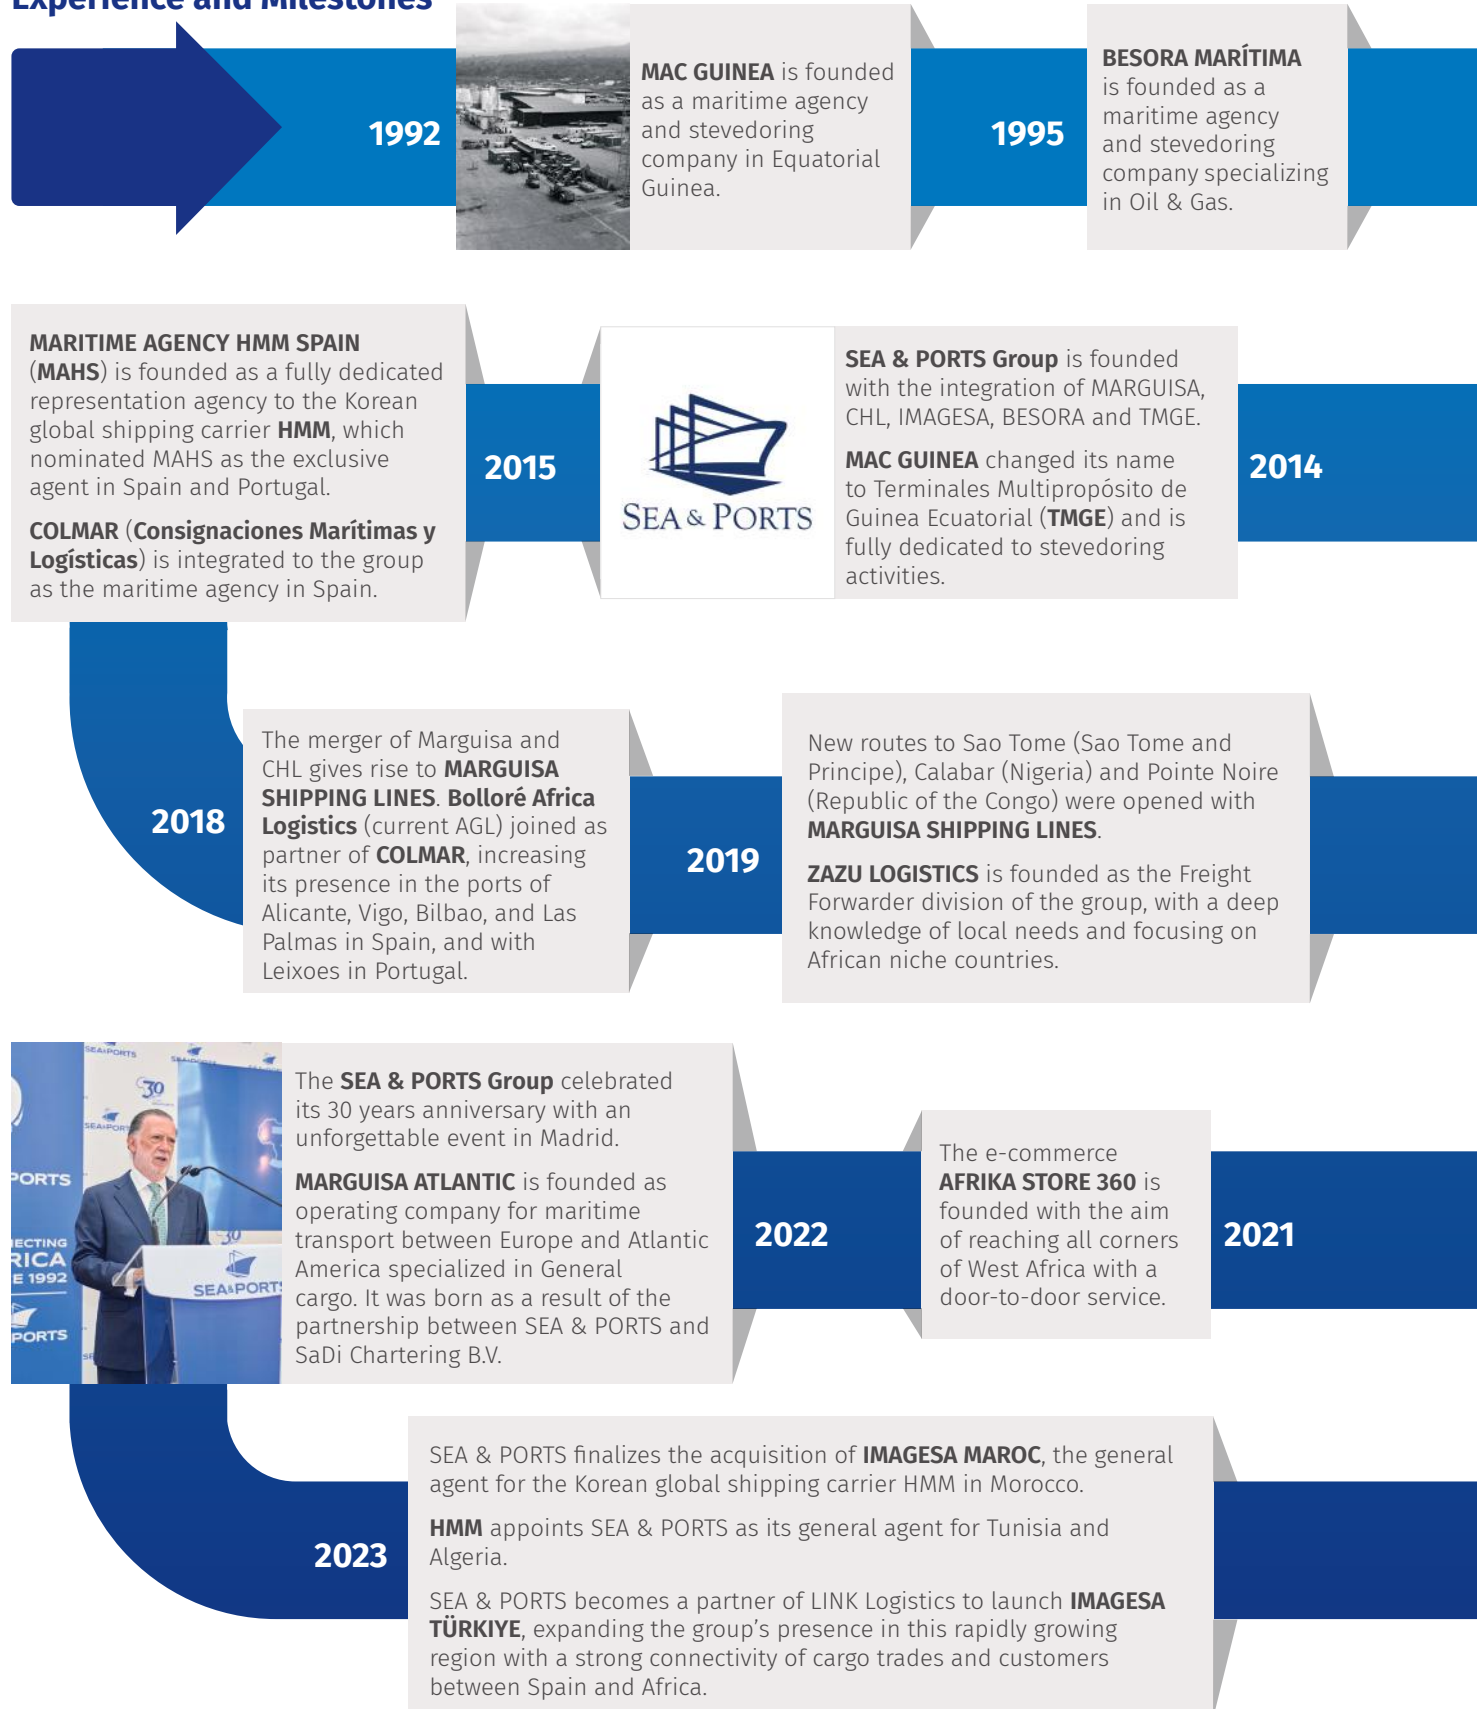 Experience and Milestones
1992
MAC GUINEA is founded
as a maritime agency
and stevedoring
company in Equatorial
Guinea.
1995
BESORA MARÍTIMA
is founded as a
maritime agency
and stevedoring
company specializing
in Oil & Gas.
2014
SEA & PORTS Group is founded
with the integration of MARGUISA,
CHL, IMAGESA, BESORA and TMGE.
MAC GUINEA changed its name
to Terminales Multipropósito de
Guinea Ecuatorial (TMGE) and is
fully dedicated to stevedoring
activities.
SEA & PORTS
2015
MARITIME AGENCY HMM SPAIN
(MAHS) is founded as a fully dedicated
representation agency to the Korean
global shipping carrier HMM, which
nominated MAHS as the exclusive
agent in Spain and Portugal.
COLMAR (Consignaciones Marítimas y
Logísticas) is integrated to the group
as the maritime agency in Spain.
2018
The merger of Marguisa and
CHL gives rise to MARGUISA
SHIPPING LINES. Bolloré Africa
Logistics (current AGL) joined as
partner of COLMAR, increasing
its presence in the ports of
Alicante, Vigo, Bilbao, and Las
Palmas in Spain, and with
Leixoes in Portugal.
2019
New routes to Sao Tome (Sao Tome and
Principe), Calabar (Nigeria) and Pointe Noire
(Republic of the Congo) were opened with
MARGUISA SHIPPING LINES.
ZAZU LOGISTICS is founded as the Freight
Forwarder division of the group, with a deep
knowledge of local needs and focusing on
African niche countries.
2021
The e-commerce
AFRIKA STORE 360 is
founded with the aim
of reaching all corners
of West Africa with a
door-to-door service.
2022
The SEA & PORTS Group celebrated
its 30 years anniversary with an
unforgettable event in Madrid.
MARGUISA ATLANTIC is founded as
operating company for maritime
transport between Europe and Atlantic
America specialized in General
cargo. It was born as a result of the
partnership between SEA & PORTS and
SaDi Chartering B.V.
SEA&PORTS
30
SEA&PORT
PORTS
ECTING
RICA
E 1992
PORTS
30
SEA&PORTS
2023
SEA & PORTS finalizes the acquisition of IMAGESA MAROC, the general
agent for the Korean global shipping carrier HMM in Morocco.
HMM appoints SEA & PORTS as its general agent for Tunisia and
Algeria.
SEA & PORTS becomes a partner of LINK Logistics to launch IMAGESA
TÜRKIYE, expanding the group's presence in this rapidly growing
region with a strong connectivity of cargo trades and customers
between Spain and Africa.